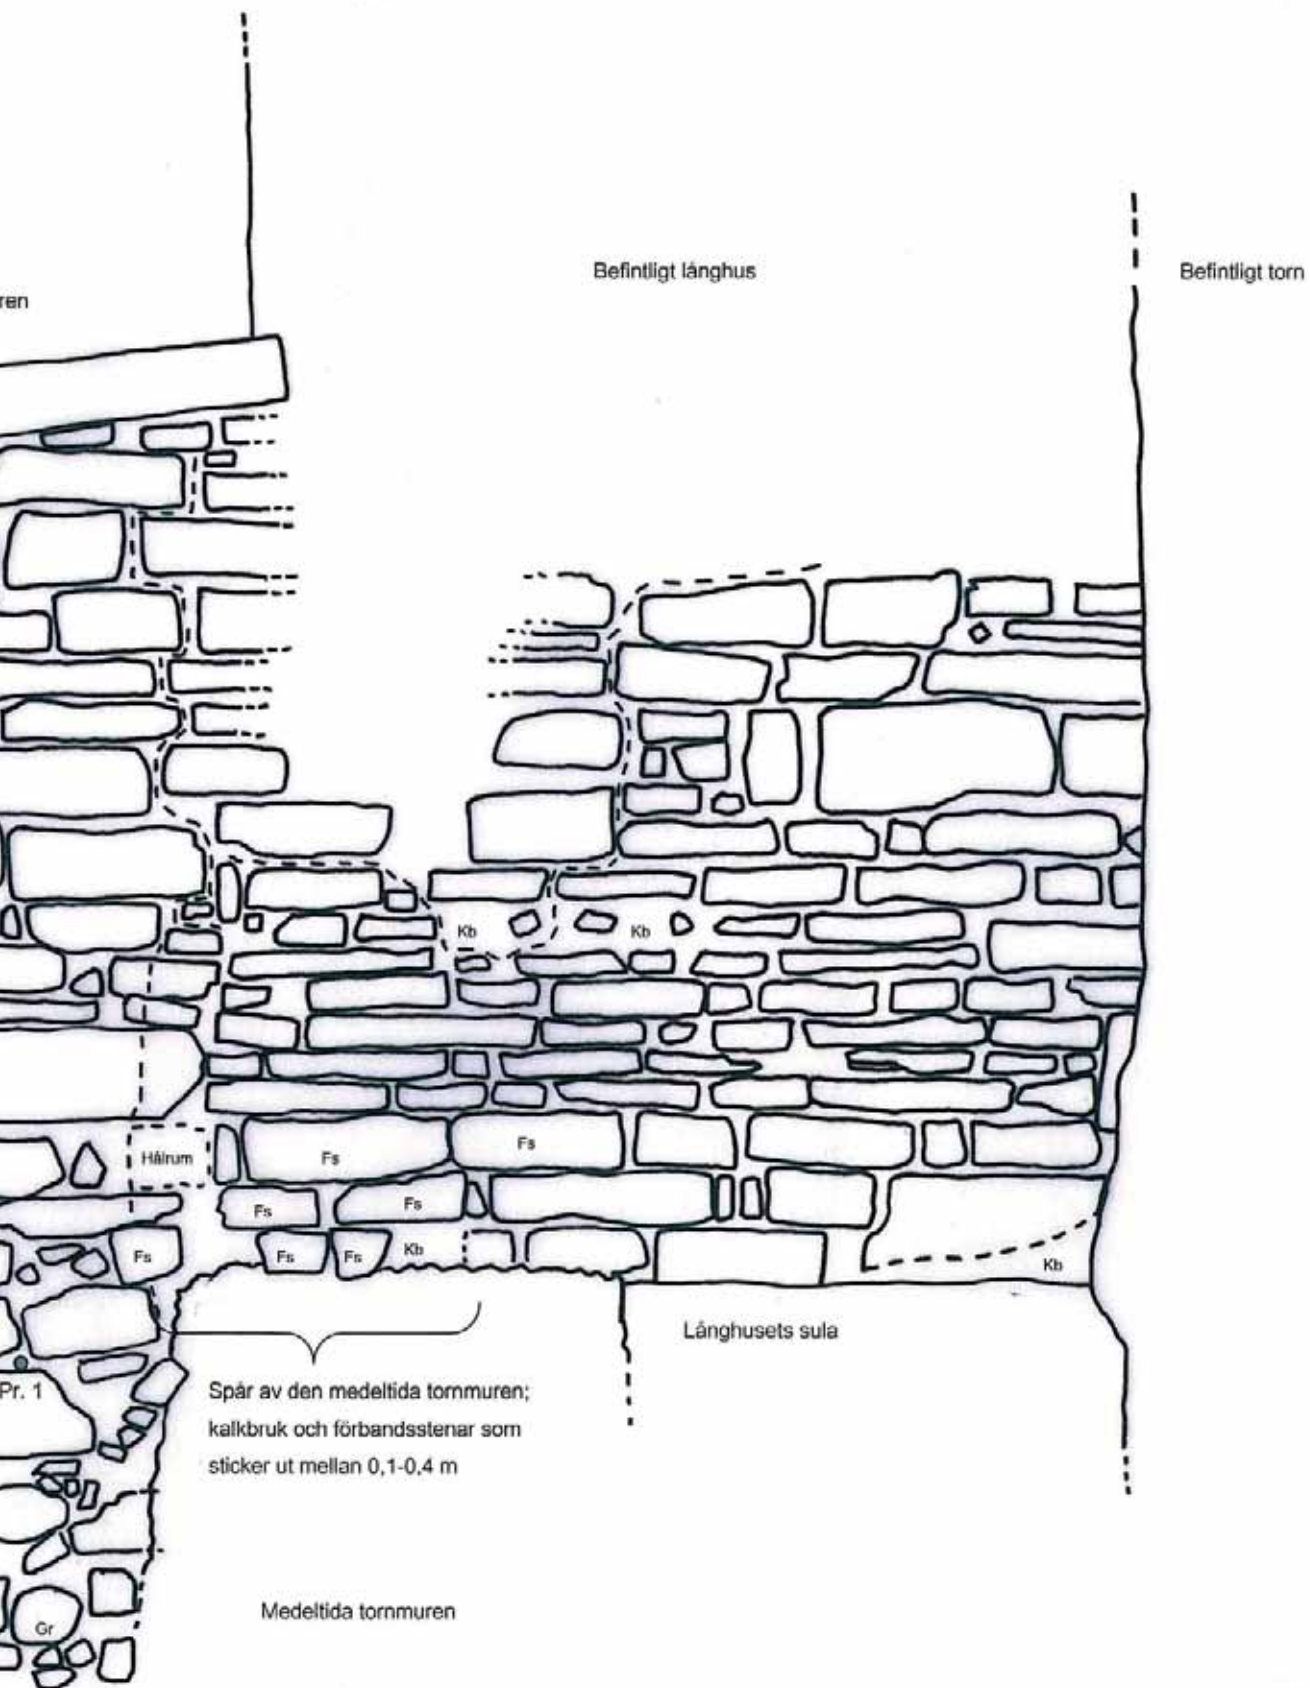 Befintligt långhus
Befintligt torn
ren
Kb
Kb
Hålrum
Fs
Fs
Fs
Fs
Fs
Fs
Fs
Kb
Kb
Långhusets sula
Pr. 1
Spår av den medeltida tornmuren;
kalkbruk och förbandsstenar som
sticker ut mellan 0,1-0,4 m
Medeltida tornmuren
Gr